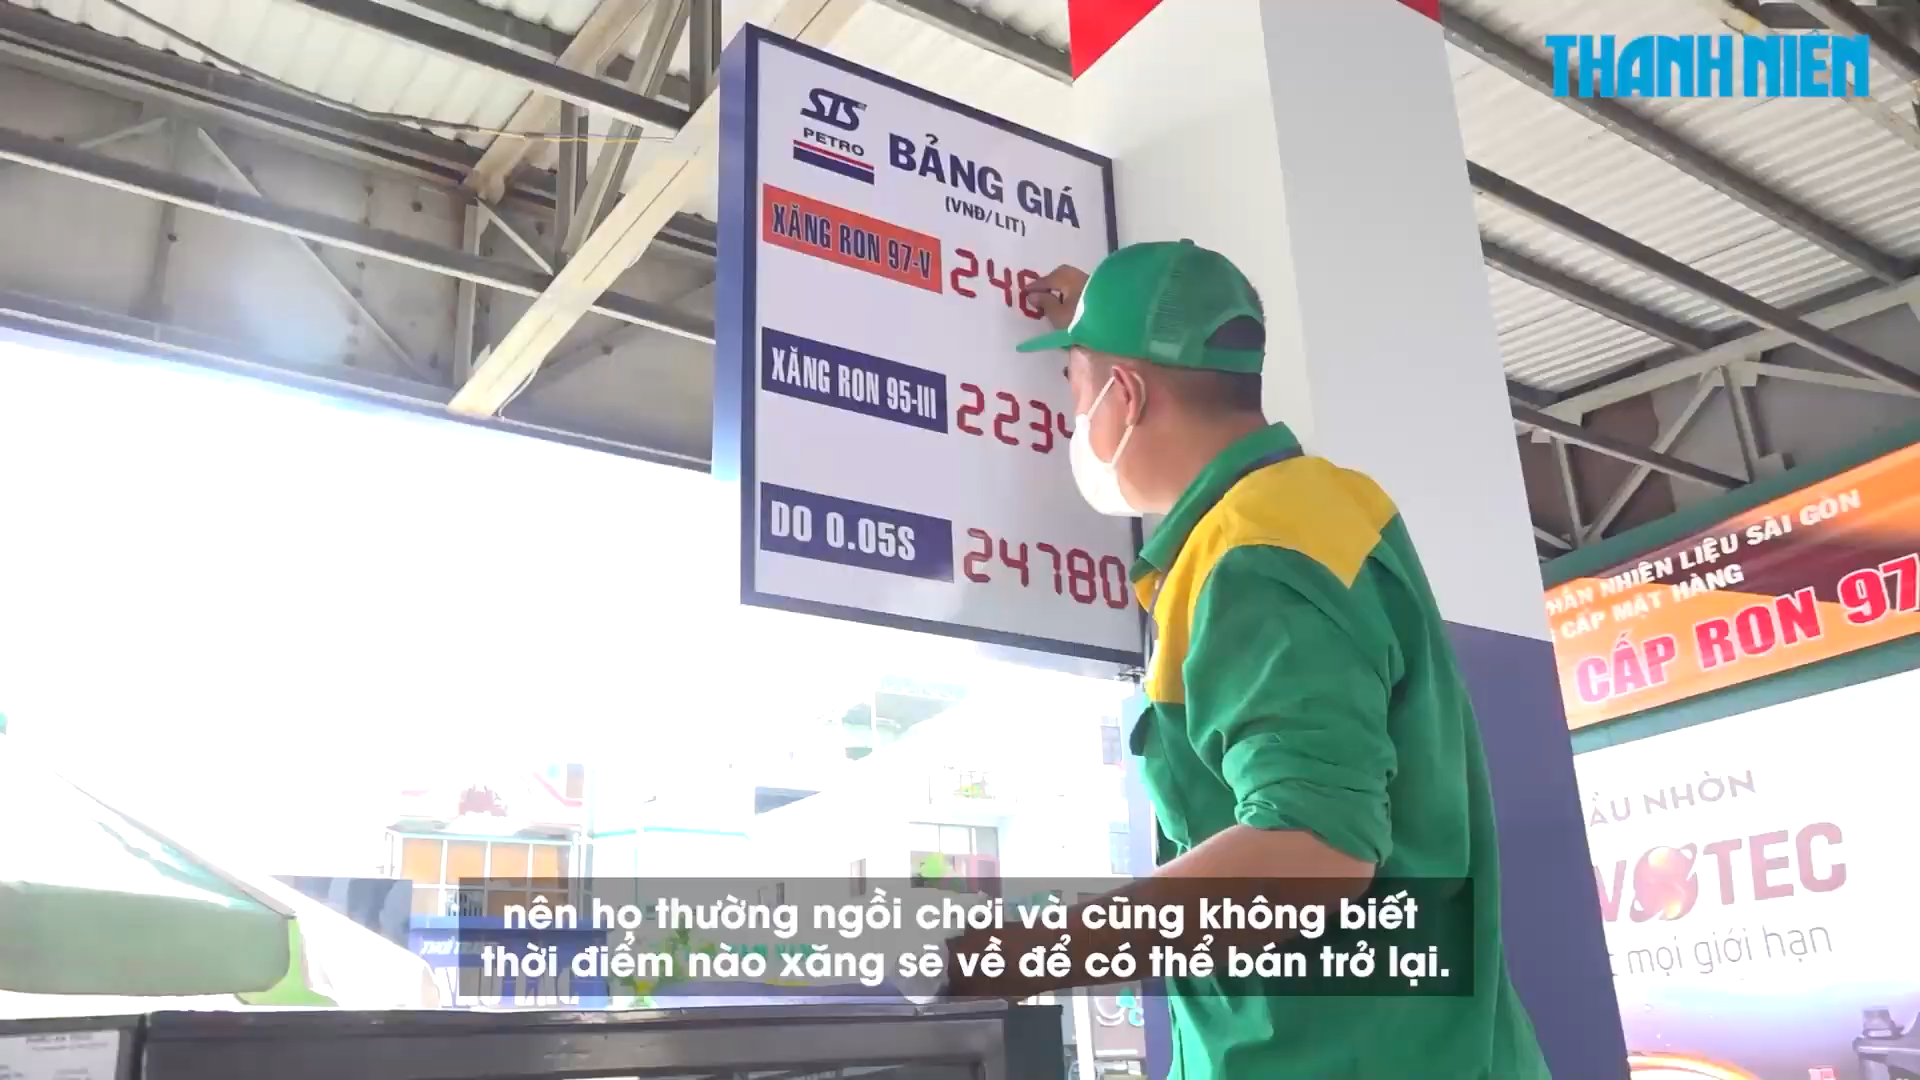 THANH NIÊN
STS
PETRO
BẢNG GIÁ
(VNĐ/LIT)
XĂNG RON 97-V
XĂNG RON 95-III
2234
DO 0.05S
24780
NHIÊN LIỆU SÀI GÒN
CẤP MẶT HÀNG
CẤP RON 97
NHỜN
mọi giới hạn
nên họ thường ngồi chơi và cũng không biết
thời điểm nào xăng sẽ về để có thể bán trở lại.